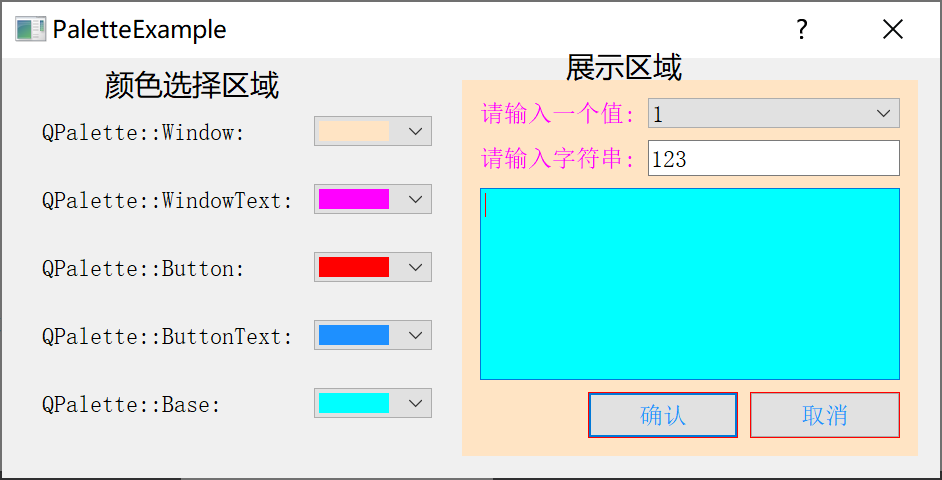 PaletteExample
?
颜色选择区域
QPalette::Window:
QPalette::WindowText:
QPalette::Button:
QPalette::ButtonText:
QPalette::Base:
展示区域
请输入一个值: 1
请输入字符串: 123
确认 取消